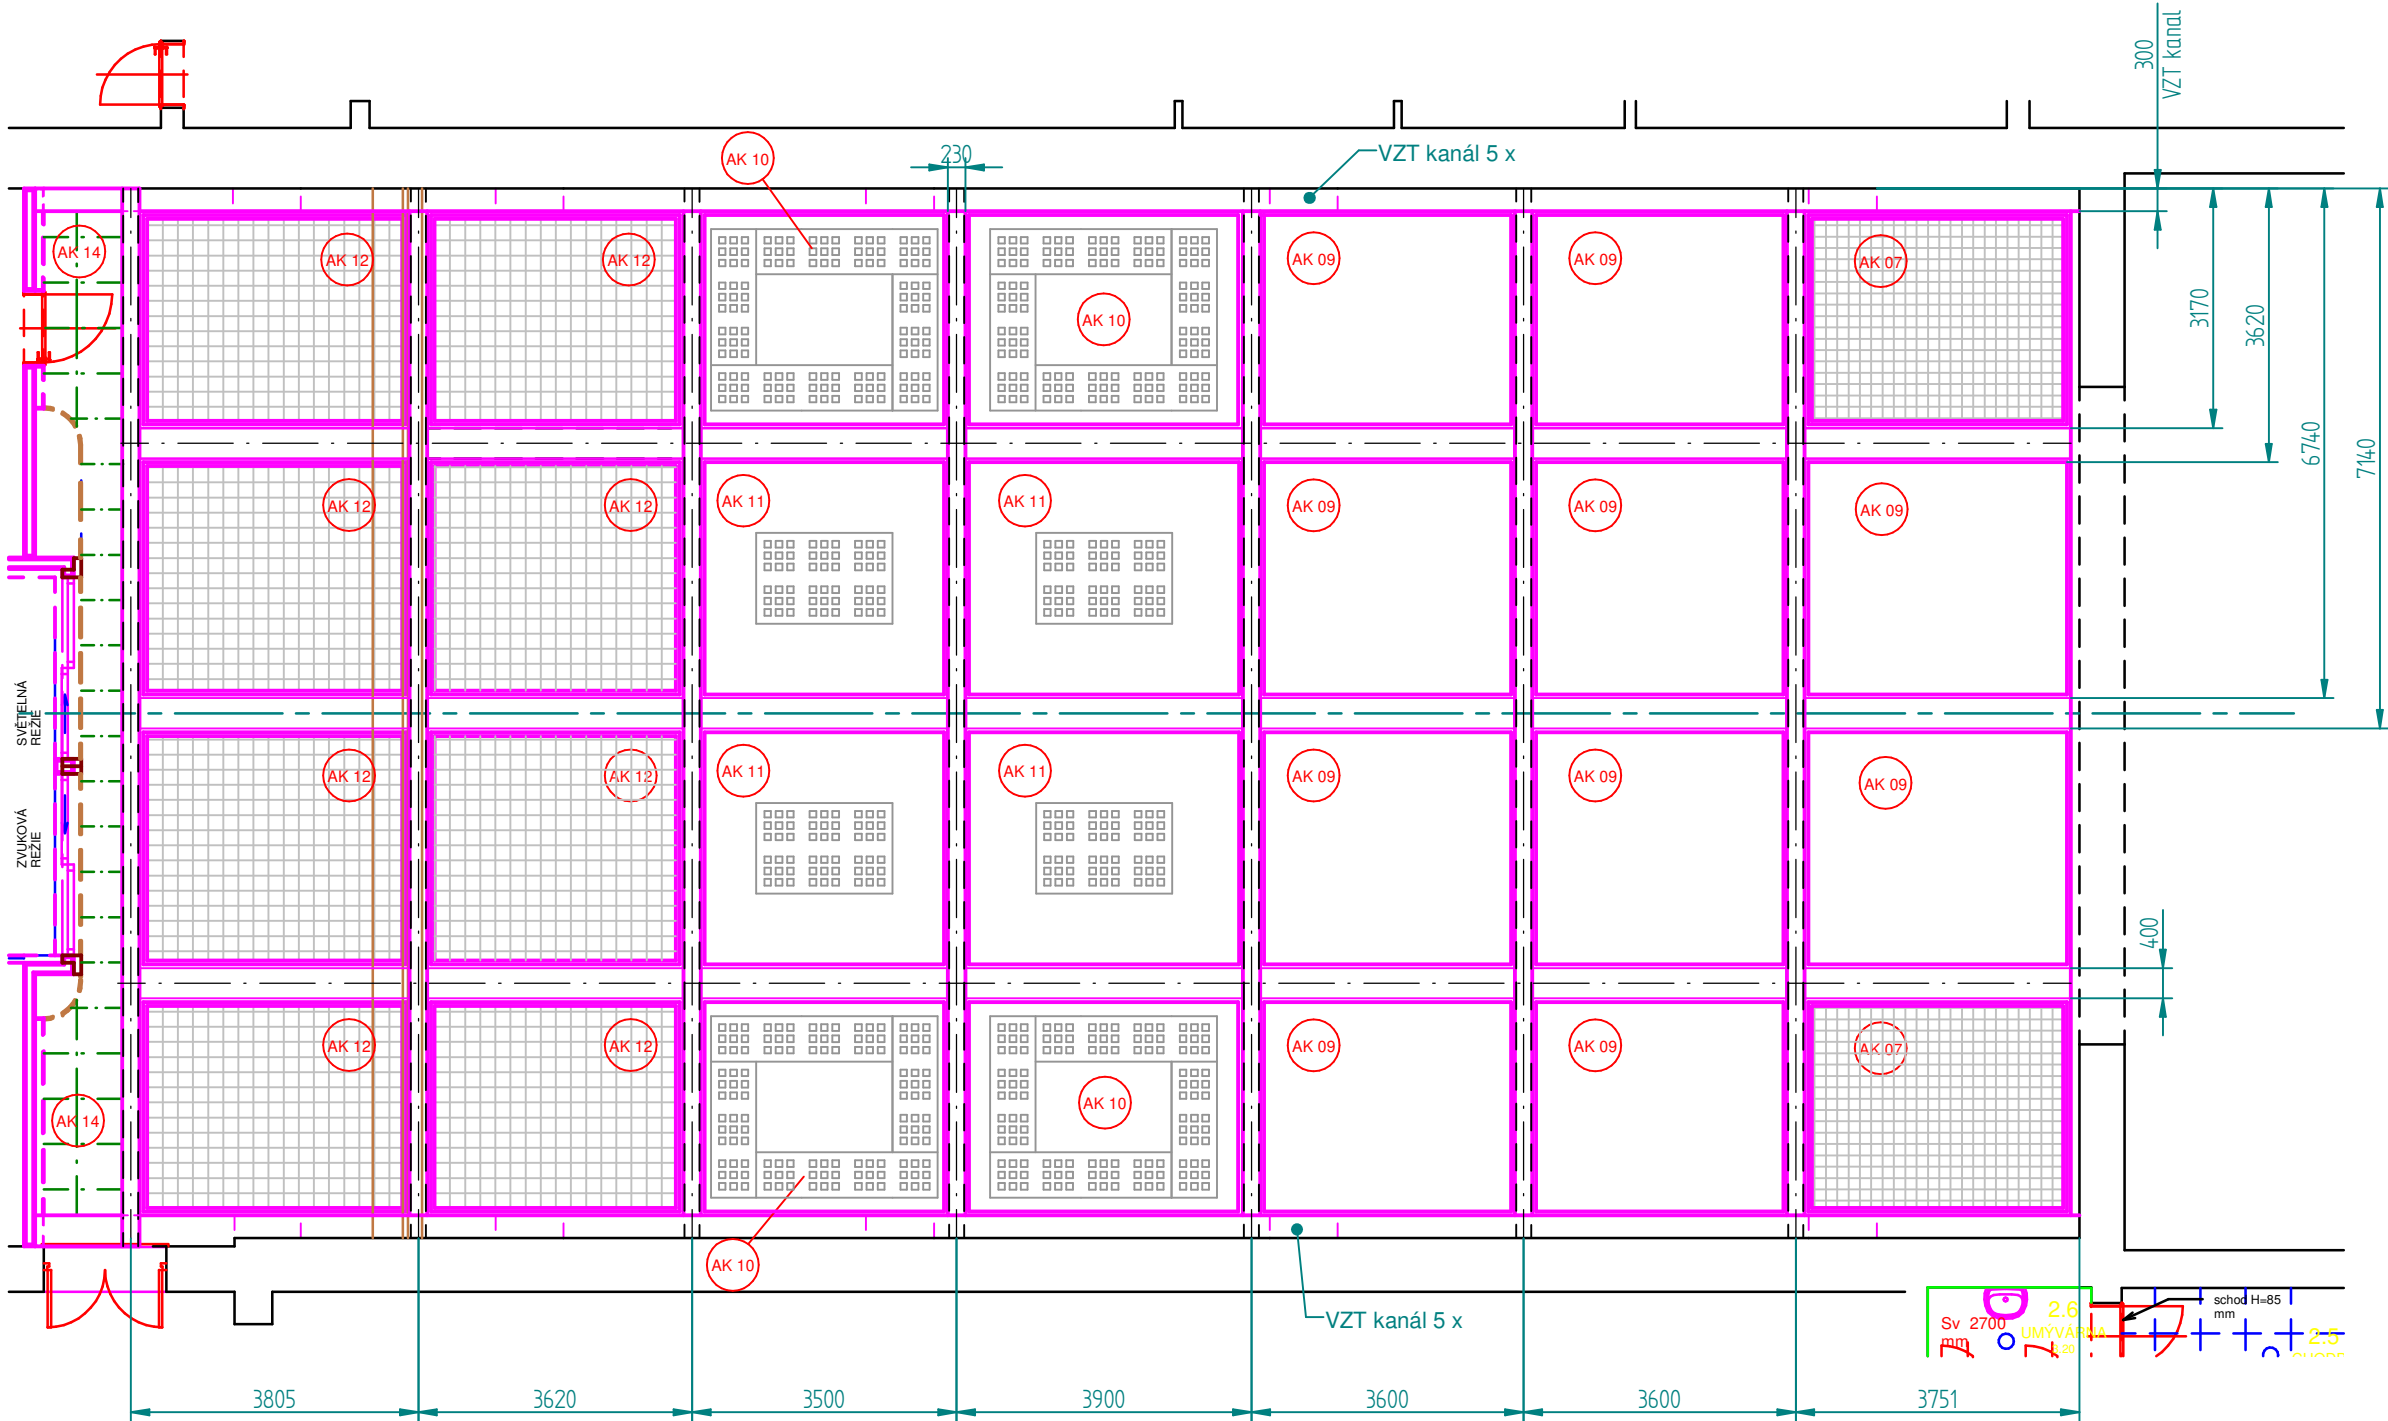 300
VZT kanal
AK 10
230
VZT kanál 5 x
AK 14
AK 12
AK 12
AK 10
AK 09
AK 09
AK 07
3170
3620
6740
7140
AK 12
AK 12
AK 11
AK 11
AK 09
AK 09
AK 09
SVĚTELNÁ
REŽIE
ZVUKOVÁ
REŽIE
AK 12
AK 12
AK 11
AK 11
AK 09
AK 09
AK 09
400
AK 14
AK 12
AK 12
AK 10
AK 09
AK 09
AK 07
AK 10
VZT kanál 5 x
Sv 2700
mm
2.6
UMÝVÁRNA
schod H=85
mm
2.5
3805
3620
3500
3900
3600
3600
3751